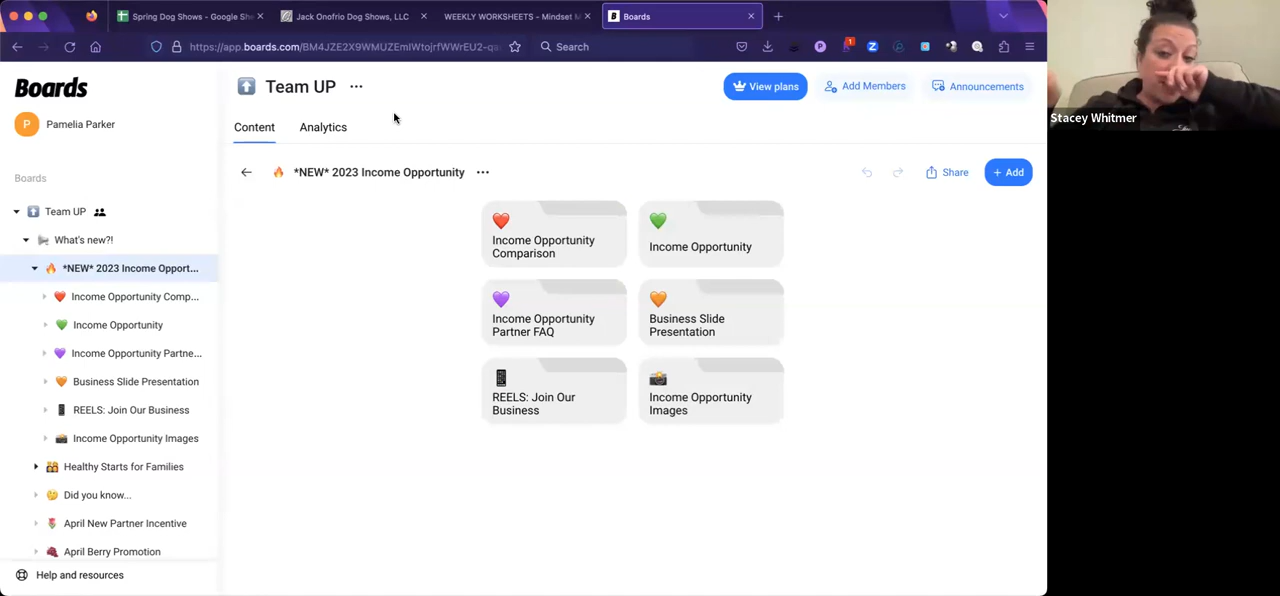 Spring Dog Shows - Google She
Jack Onofrio Dog Shows, LLC
WEEKLY WORKSHEETS - Mindset M
Boards
https://app.boards.com/BM4JZE2X9WMUZEmIWtojrfWWrEU2-qa
Search
Boards
P
Pamelia Parker
Boards
Team UP
What's new?!
*NEW* 2023 Income Opport...
Income Opportunity Comp...
Income Opportunity
Income Opportunity Partne...
Business Slide Presentation
REELS: Join Our Business
Income Opportunity Images
Healthy Starts for Families
Did you know...
April New Partner Incentive
April Berry Promotion
Help and resources
Team UP
View plans
Add Members
Announcements
Content
Analytics
*NEW* 2023 Income Opportunity
Share
+ Add
Income Opportunity
Comparison
Income Opportunity
Income Opportunity
Partner FAQ
Business Slide
Presentation
REELS: Join Our
Business
Income Opportunity
Images
Stacey Whitmer